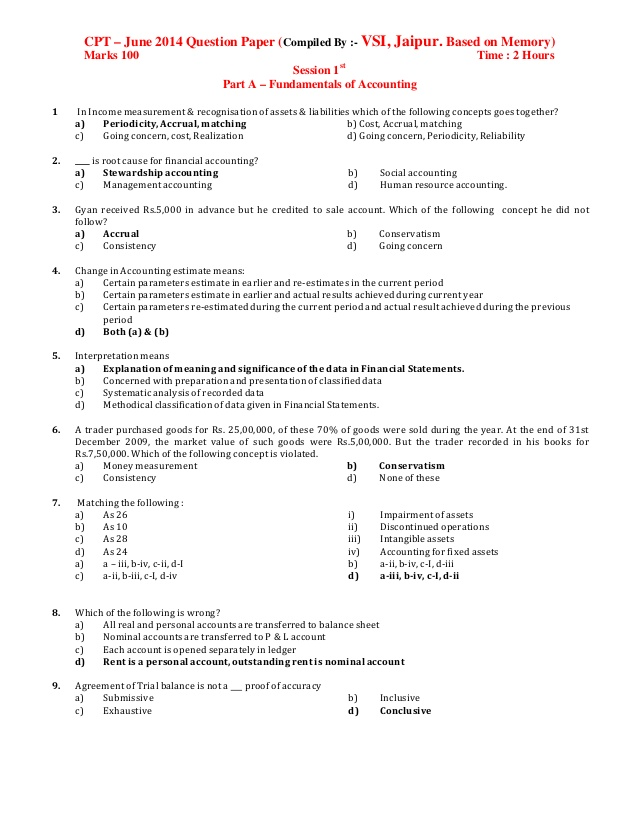 CPT – June 2014 Question Paper (Compiled By :- VSI, Jaipur. Based on Memory)
Marks 100 Time : 2 Hours
Session 1st
Part A – Fundamentals of Accounting
1 In Income measurement & recognisation of assets & liabilities which of the following concepts goes together?
a) Periodicity, Accrual, matching b) Cost, Accrual, matching
c) Going concern, cost, Realization d) Going concern, Periodicity, Reliability
2. ___ is root cause for financial accounting?
a) Stewardship accounting b) Social accounting
c) Management accounting d) Human resource accounting.
3. Gyan received Rs.5,000 in advance but he credited to sale account. Which of the following concept he did not
follow?
a) Accrual b) Conservatism
c) Consistency d) Going concern
4. Change in Accounting estimate means:
a) Certain parameters estimate in earlier and re-estimates in the current period
b) Certain parameters estimate in earlier and actual results achieved during current year
c) Certain parameters re-estimated during the current period and actual result achieved during the previous
period
d) Both (a) & (b)
5. Interpretation means
a) Explanation of meaning and significance of the data in Financial Statements.
b) Concerned with preparation and presentation of classified data
c) Systematic analysis of recorded data
d) Methodical classification of data given in Financial Statements.
6. A trader purchased goods for Rs. 25,00,000, of these 70% of goods were sold during the year. At the end of 31st
December 2009, the market value of such goods were Rs.5,00,000. But the trader recorded in his books for
Rs.7,50,000. Which of the following concept is violated.
a) Money measurement b) Conservatism
c) Consistency d) None of these
7. Matching the following :
a) As 26 i) Impairment of assets
b) As 10 ii) Discontinued operations
c) As 28 iii) Intangible assets
d) As 24 iv) Accounting for fixed assets
a) a – iii, b-iv, c-ii, d-I b) a-ii, b-iv, c-I, d-iii
c) a-ii, b-iii, c-I, d-iv d) a-iii, b-iv, c-I, d-ii
8. Which of the following is wrong?
a) All real and personal accounts are transferred to balance sheet
b) Nominal accounts are transferred to P & L account
c) Each account is opened separately in ledger
d) Rent is a personal account, outstanding rent is nominal account
9. Agreement of Trial balance is not a ___ proof of accuracy
a) Submissive b) Inclusive
c) Exhaustive d) Conclusive